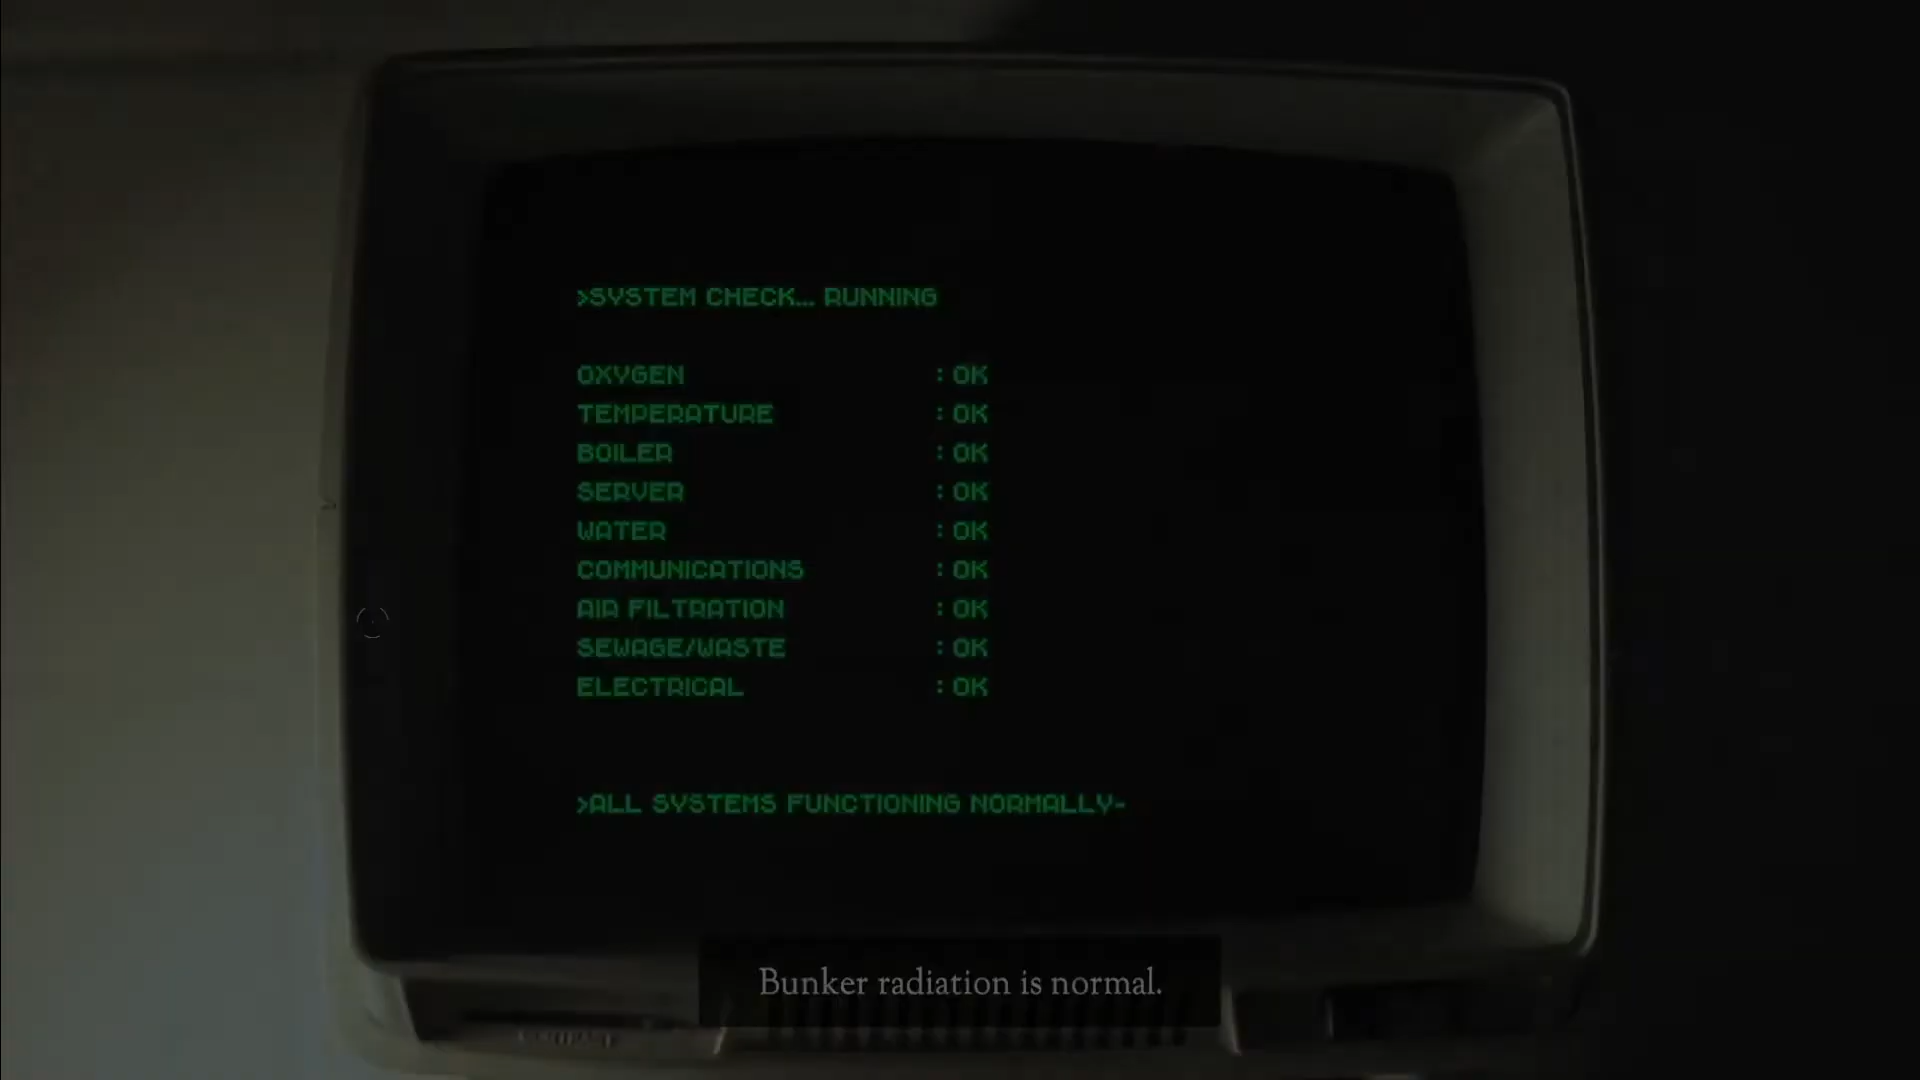 >SYSTEM CHECK... RUNNING
OXYGEN : OK
TEMPERATURE : OK
BOILER : OK
SERVER : OK
WATER : OK
COMMUNICATIONS : OK
AIR FILTRATION : OK
SEWAGE/WASTE : OK
ELECTRICAL : OK
>ALL SYSTEMS FUNCTIONING NORMALLY-
Bunker radiation is normal.